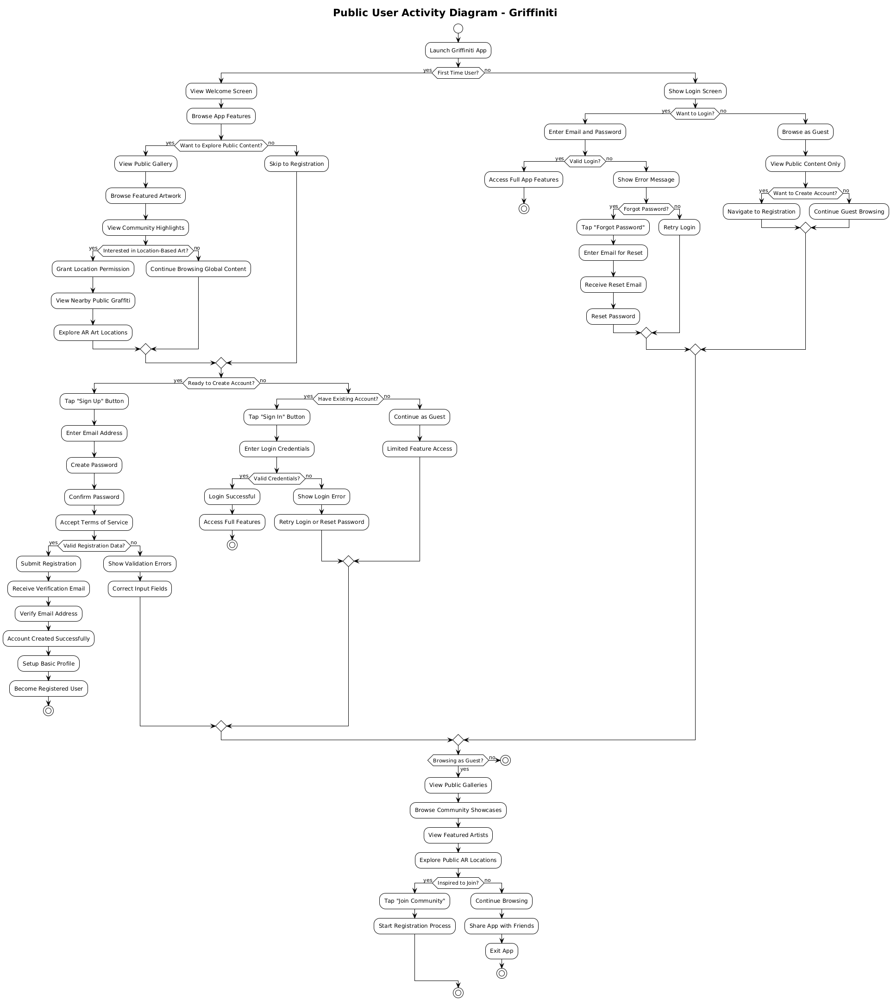 Public User Activity Diagram - Griffiniti
Launch Griffiniti App
yes
First Time User?
no
View Welcome Screen
Browse App Features
Want to Explore Public Content?
yes
no
View Public Gallery
Browse Featured Artwork
View Community Highlights
Interested in Location-Based Art?
yes
no
Grant Location Permission
View Nearby Public Graffiti
Explore AR Art Locations
Continue Browsing Global Content
Skip to Registration
Ready to Create Account?
yes
no
Tap "Sign Up" Button
Enter Email Address
Create Password
Confirm Password
Accept Terms of Service
Valid Registration Data?
yes
no
Submit Registration
Receive Verification Email
Verify Email Address
Account Created Successfully
Setup Basic Profile
Become Registered User
Show Validation Errors
Correct Input Fields
Have Existing Account?
yes
no
Tap "Sign In" Button
Enter Login Credentials
Valid Credentials?
yes
no
Login Successful
Access Full Features
Show Login Error
Retry Login or Reset Password
Continue as Guest
Limited Feature Access
Show Login Screen
Want to Login?
yes
no
Enter Email and Password
Valid Login?
yes
no
Access Full App Features
Show Error Message
Forgot Password?
yes
no
Tap "Forgot Password"
Enter Email for Reset
Receive Reset Email
Reset Password
Retry Login
Browse as Guest
View Public Content Only
Want to Create Account?
yes
no
Navigate to Registration
Continue Guest Browsing
Browsing as Guest?
no
yes
View Public Galleries
Browse Community Showcases
View Featured Artists
Explore Public AR Locations
Inspired to Join?
yes
no
Tap "Join Community"
Start Registration Process
Continue Browsing
Share App with Friends
Exit App